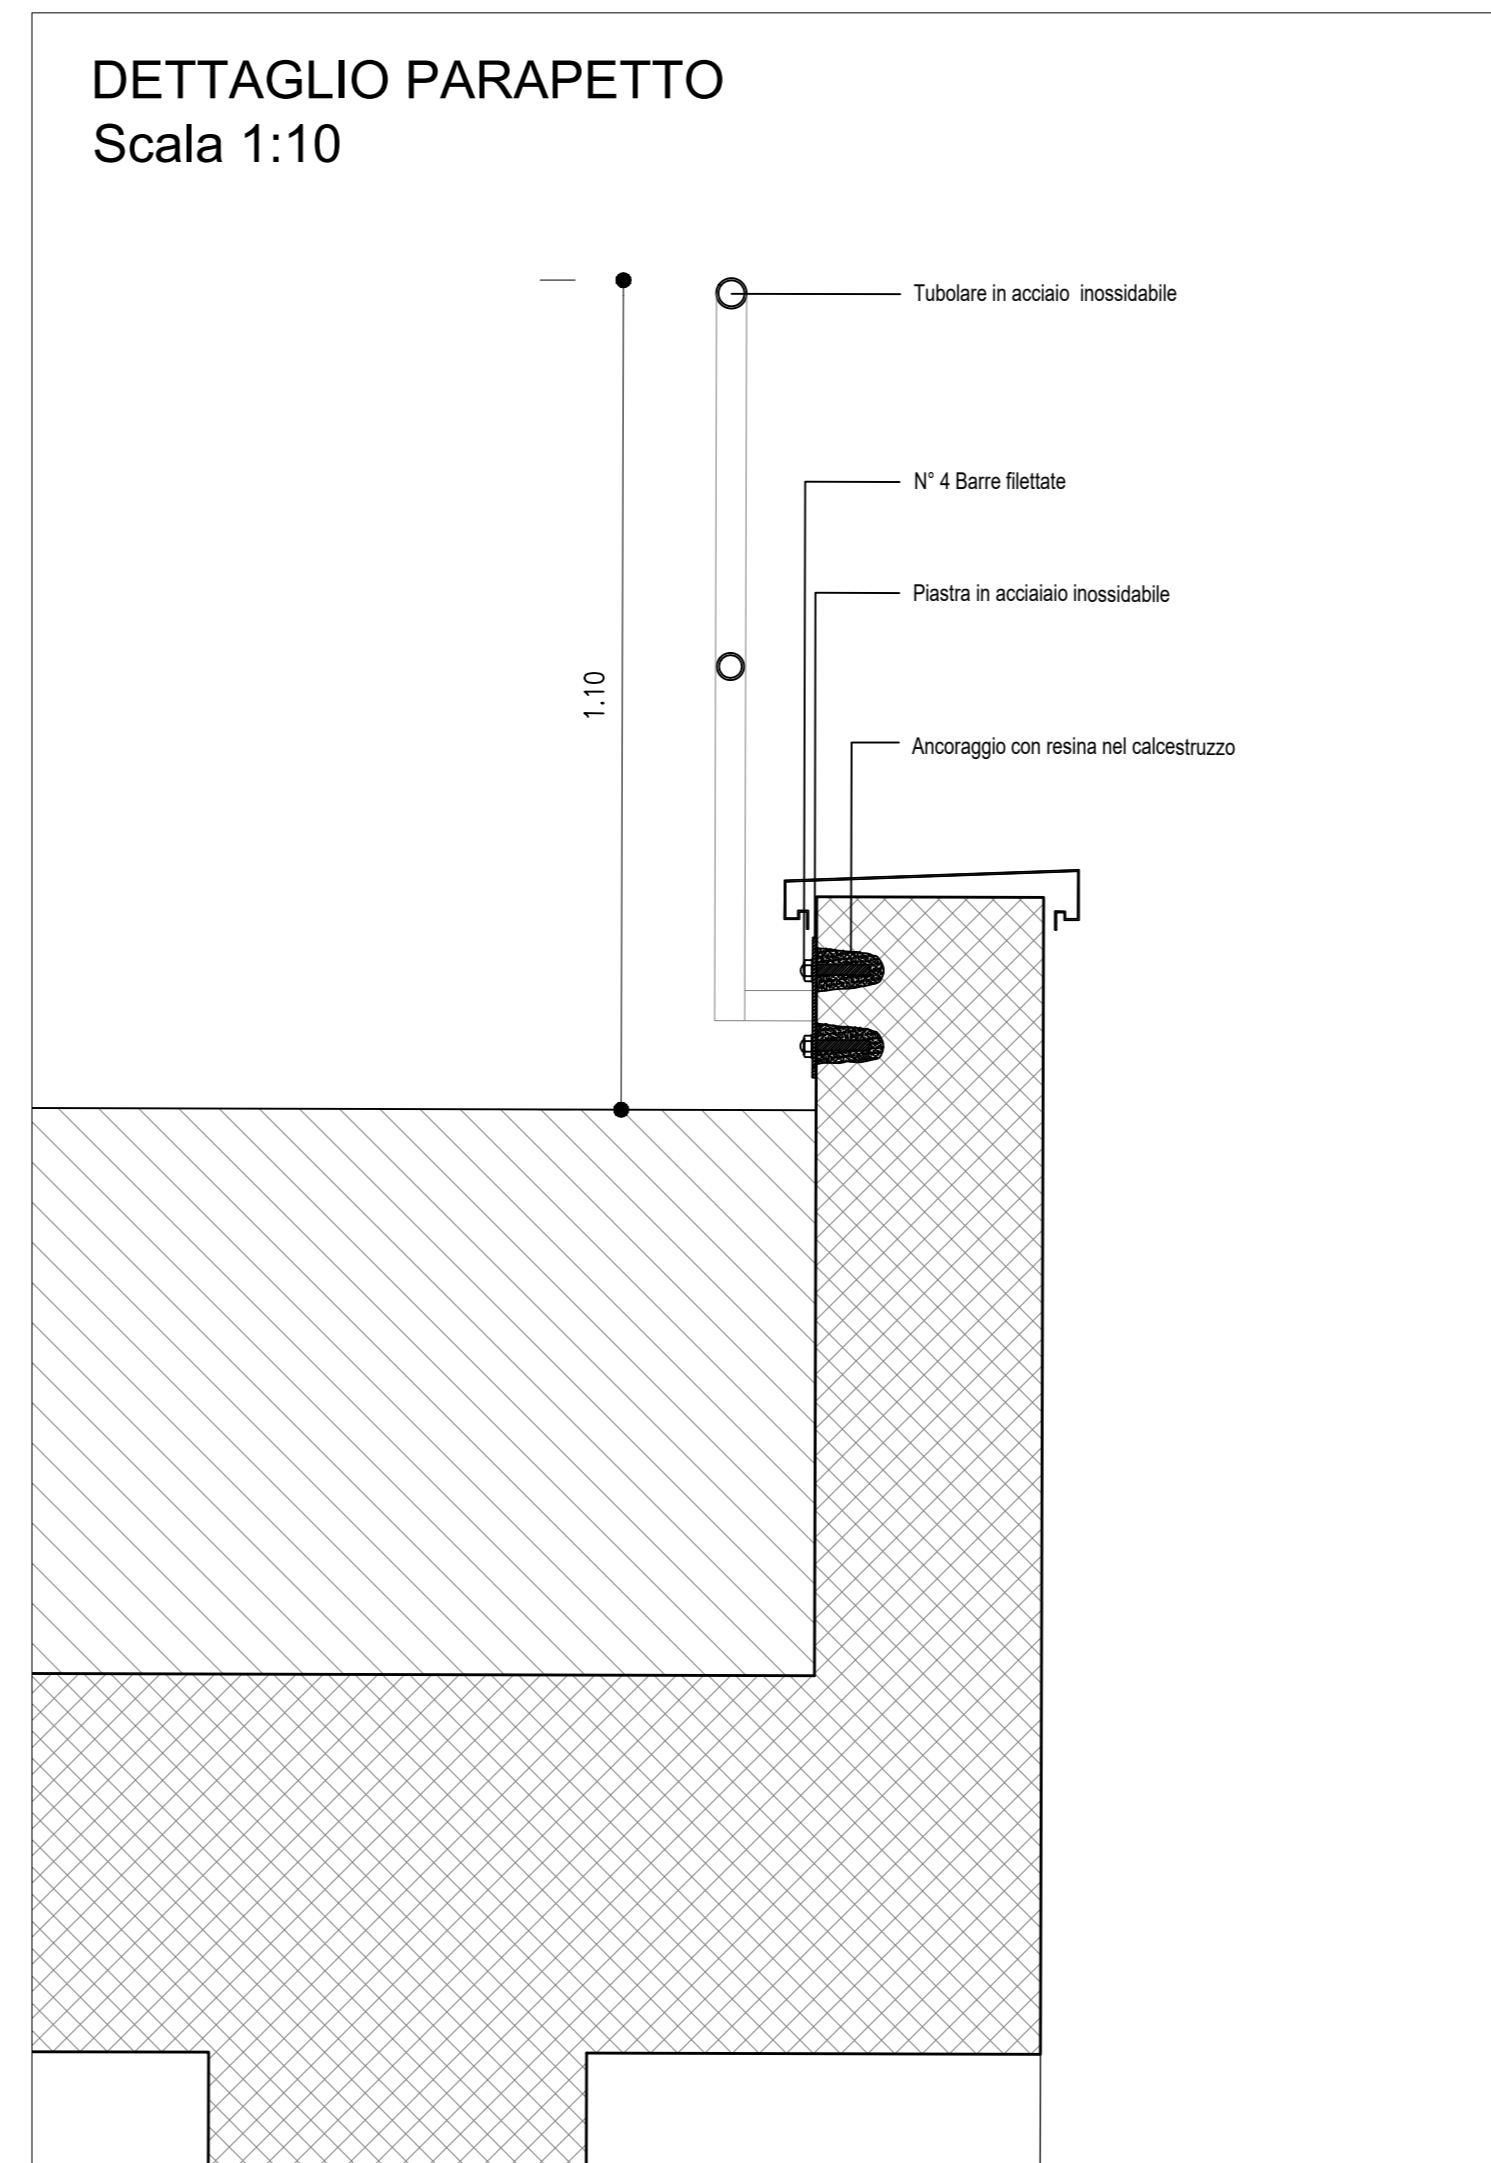 DETTAGLIO PARAPETTO
Scala 1:10
Tubolare in acciaio inossidabile
N° 4 Barre filettate
Piastra in acciaiaio inossidabile
1.10
Ancoraggio con resina nel calcestruzzo